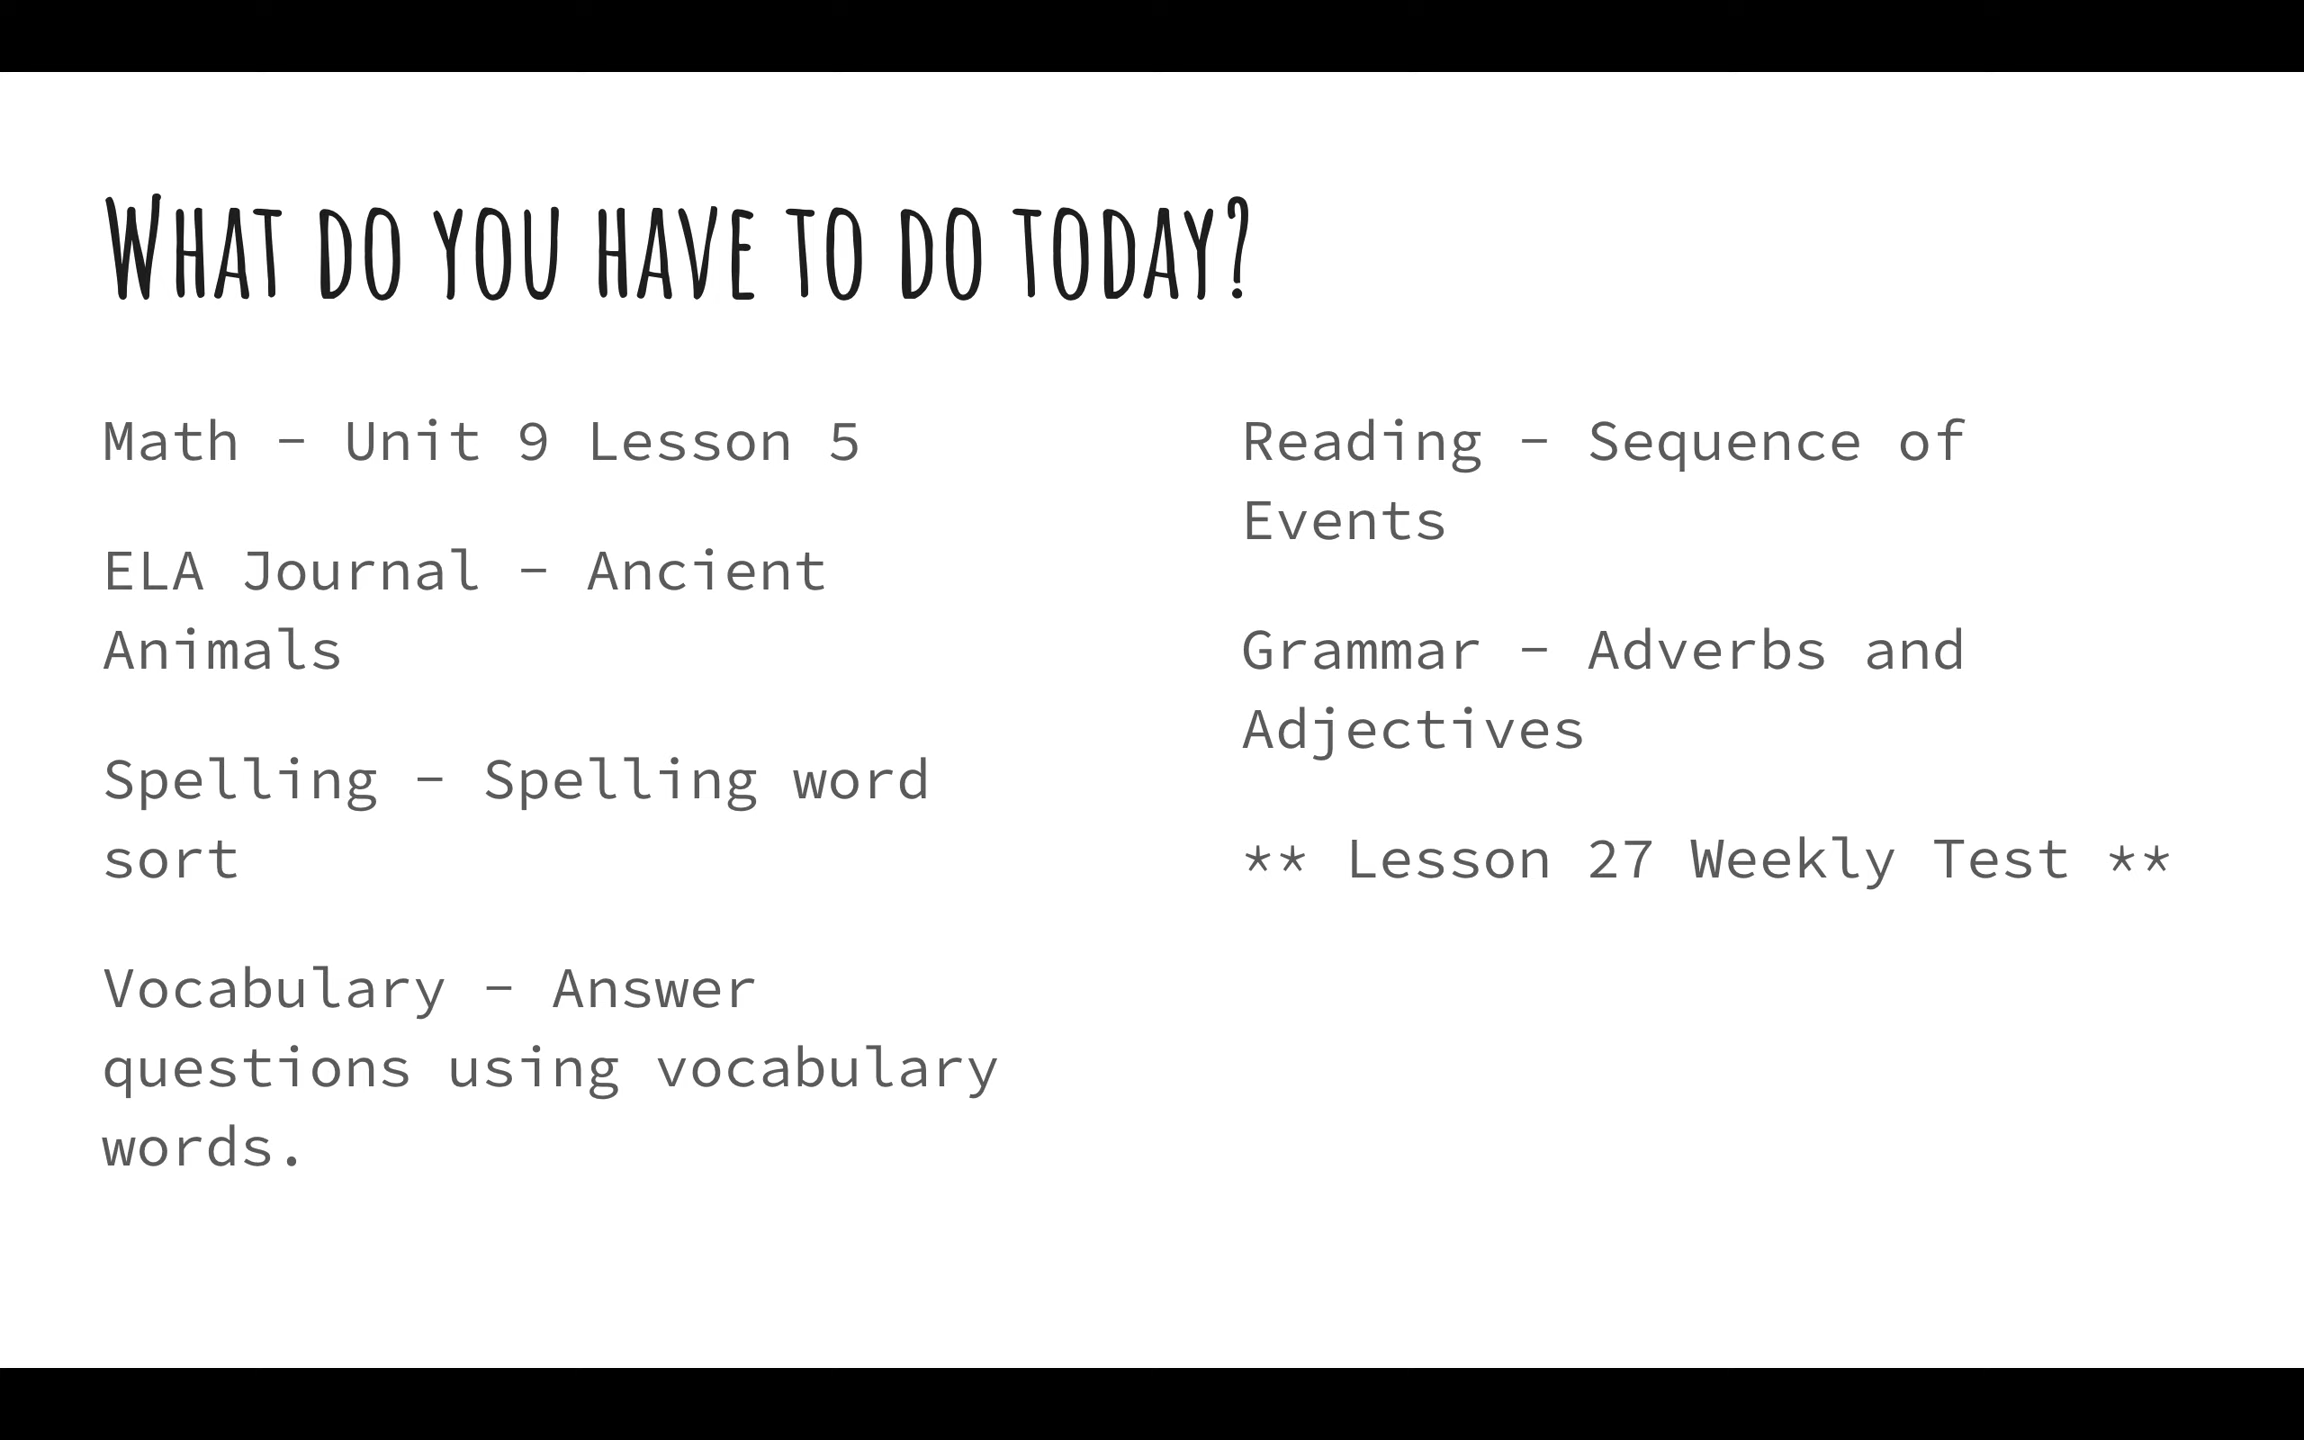 What do you have to do today?
Math – Unit 9 Lesson 5
ELA Journal – Ancient
Animals
Spelling – Spelling word
sort
Vocabulary – Answer
questions using vocabulary
words.
Reading – Sequence of
Events
Grammar – Adverbs and
Adjectives
** Lesson 27 Weekly Test **